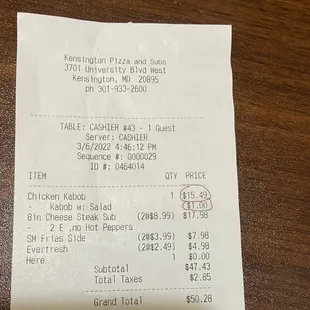 Kensington Pizza and Subs
3701 University Blvd West
Kensington, MD 20895
ph 301-933-2600
TABLE: CASHIER #43 - 1 Guest
Server: CASHIER
3/6/2022 4:46:12 PM
Sequence #: 0000029
ID #: 0464014
ITEM QTY PRICE
Chicken Kabob 1 $15.49
- Kabob w: Salad $1.00
Bin Cheese Steak Sub (2@$8.99) $17.98
- 2 E ,no Hot Peppers
SM Fries Side (2@$3.99) $7.98
Everfresh (2@$2.49) $4.98
Here 1 $0.00
Subtotal $47.43
Total Taxes $2.85
Grand Total $50.28